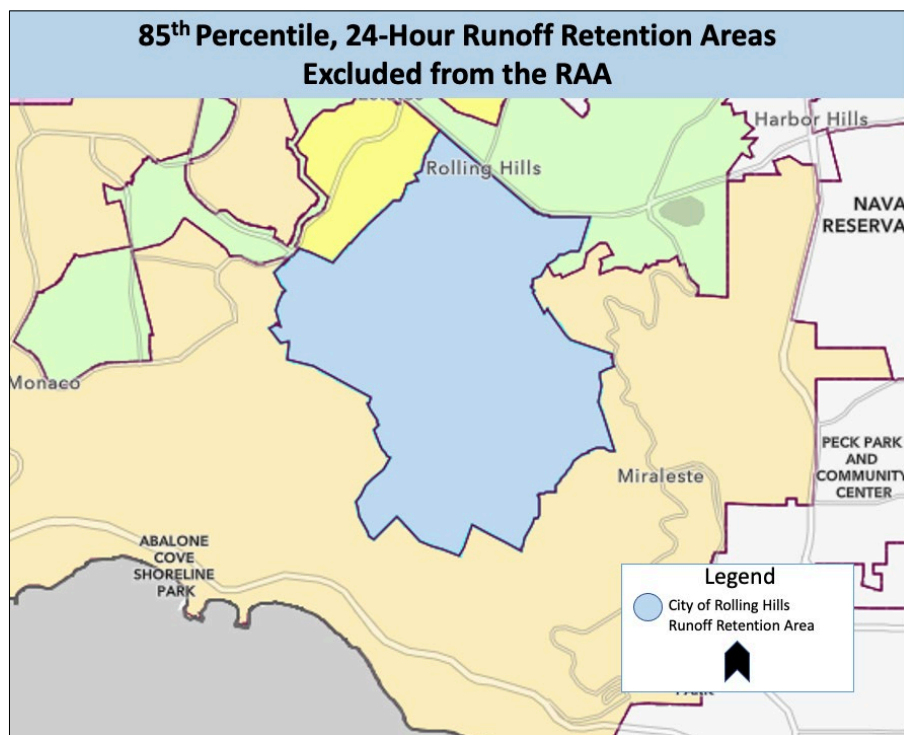 85th Percentile, 24-Hour Runoff Retention Areas
Excluded from the RAA
Harbor Hills
Rolling Hills
NAVA
RESERVA
Monaco
PECK PARK
AND
COMMUNITY
CENTER
Miraleste
ABALONE
COVE
SHORELINE
PARK
Legend
City of Rolling Hills
Runoff Retention Area
PARK